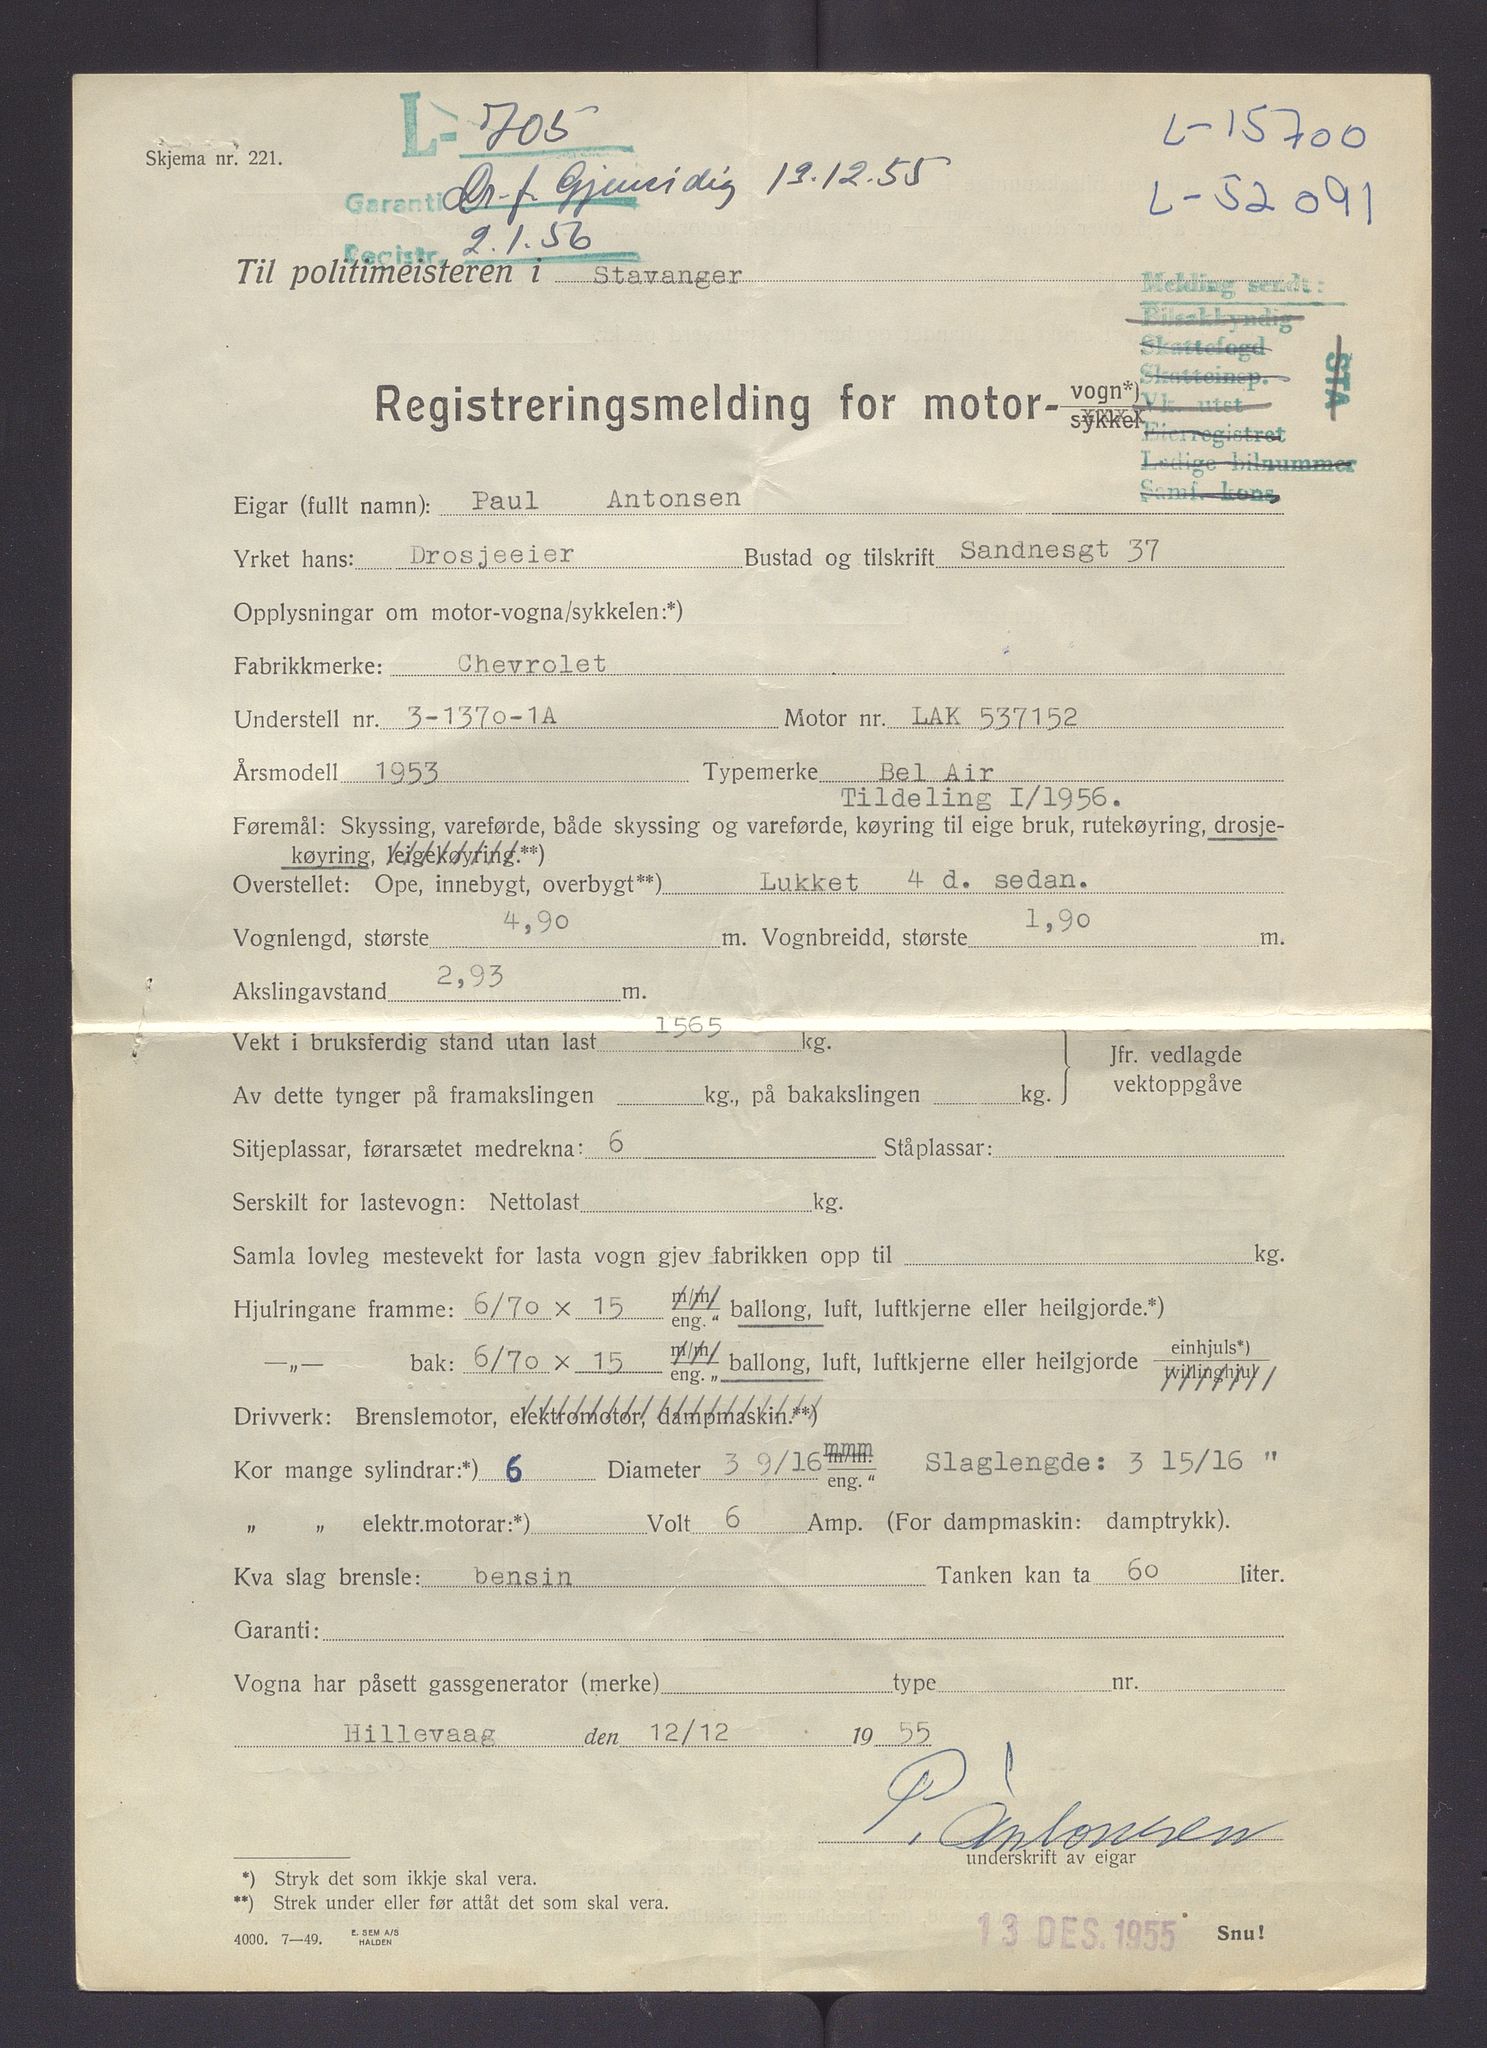 L- 705
L-15700
Skjema nr. 221.
Garanti Gjensidig 19.12.55
L-52091
Registr. 2.1.56
Til politimeisteren i Stavanger
Melding sendt:
Bilsakkyndig
Skattefogd
Skatteinsp.
Vk. utst
Eierregistret
Ledige bilnummer
Samf. kons.
STA
Registreringsmelding for motor- vogn*)
sykkel
Eigar (fullt namn): Paul Antonsen
Yrket hans: Drosjeeier Bustad og tilskrift Sandnesgt 37
Opplysningar om motor-vogna/sykkelen:*)
Fabrikkmerke: Chevrolet
Understell nr. 3-1370-1A Motor nr. LAK 537152
Årsmodell 1953 Typemerke Bel Air
Tildeling I/1956.
Føremål: Skyssing, vareførde, både skyssing og vareførde, køyring til eige bruk, rutekøyring, drosje-
køyring, leigekøyring.**)
Overstellet: Ope, innebygt, overbygt**) Lukket 4 d. sedan.
Vognlengd, største 4,90 m. Vognbreidd, største 1,90 m.
Akslingavstand 2,93 m.
Vekt i bruksferdig stand utan last 1565 kg.
Jfr. vedlagde
vektoppgåve
Av dette tynger på framakslingen kg., på bakakslingen kg.
Sitjeplassar, førarsætet medrekna: 6 Ståplassar:
Serskilt for lastevogn: Nettolast kg.
Samla lovleg mestevekt for lasta vogn gjev fabrikken opp til kg.
Hjulringane framme: 6/70 × 15 m/m/ eng. " ballong, luft, luftkjerne eller heilgjorde.*)
—„— bak: 6/70 × 15 m/m/ eng. „ ballong, luft, luftkjerne eller heilgjorde einhjuls*) tvillinghjul
Drivverk: Brenslemotor, elektromotor, dampmaskin.**)
Kor mange sylindrar:*) 6 Diameter 3 9/16 m/m. eng. " Slaglengde: 3 15/16 "
„ „ elektr.motorar:*) Volt 6 Amp. (For dampmaskin: damptrykk).
Kva slag brensle: bensin Tanken kan ta 60 liter.
Garanti:
Vogna har påsett gassgenerator (merke) type nr.
Hillevaag den 12/12 19 55
P. Antonsen
underskrift av eigar
*) Stryk det som ikkje skal vera.
**) Strek under eller før attåt det som skal vera.
4000. 7—49. E. SEM A/S
HALDEN
13 DES. 1955
Snu!